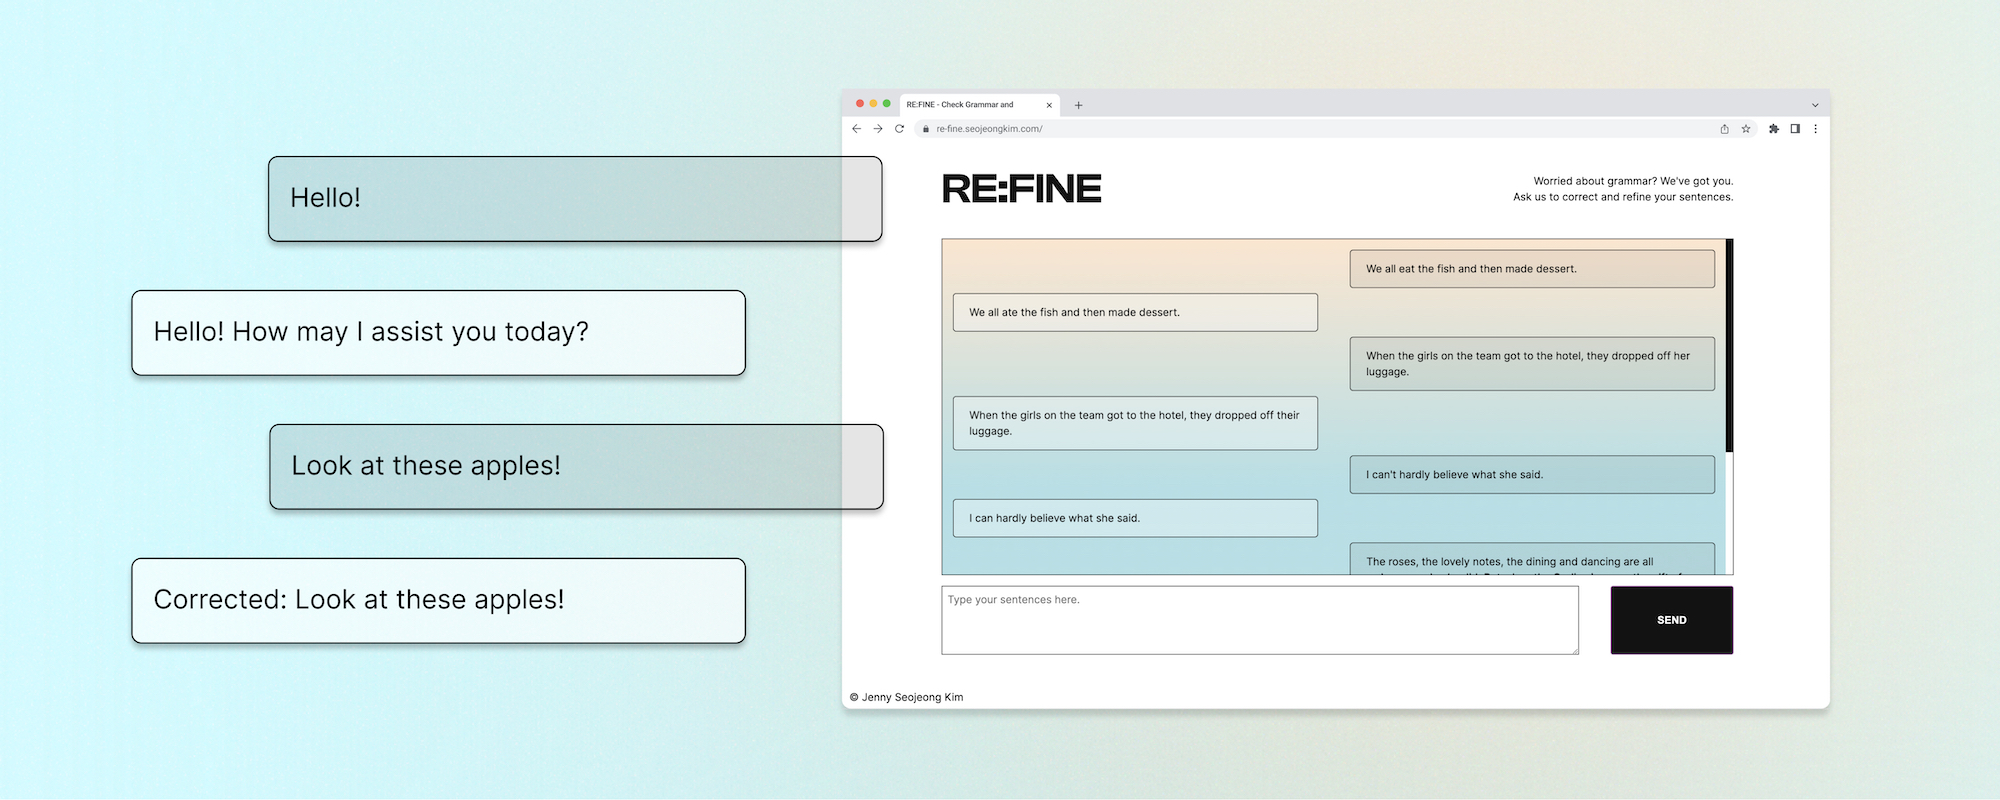 Hello!
Hello! How may I assist you today?
Look at these apples!
Corrected: Look at these apples!
RE:FINE - Check Grammar and
re-fine.seojeongkim.com/
RE:FINE
Worried about grammar? We've got you.
Ask us to correct and refine your sentences.
We all eat the fish and then made dessert.
We all ate the fish and then made dessert.
When the girls on the team got to the hotel, they dropped off her
luggage.
When the girls on the team got to the hotel, they dropped off their
luggage.
I can't hardly believe what she said.
I can hardly believe what she said.
The roses, the lovely notes, the dining and dancing are all
Type your sentences here.
SEND
© Jenny Seojeong Kim